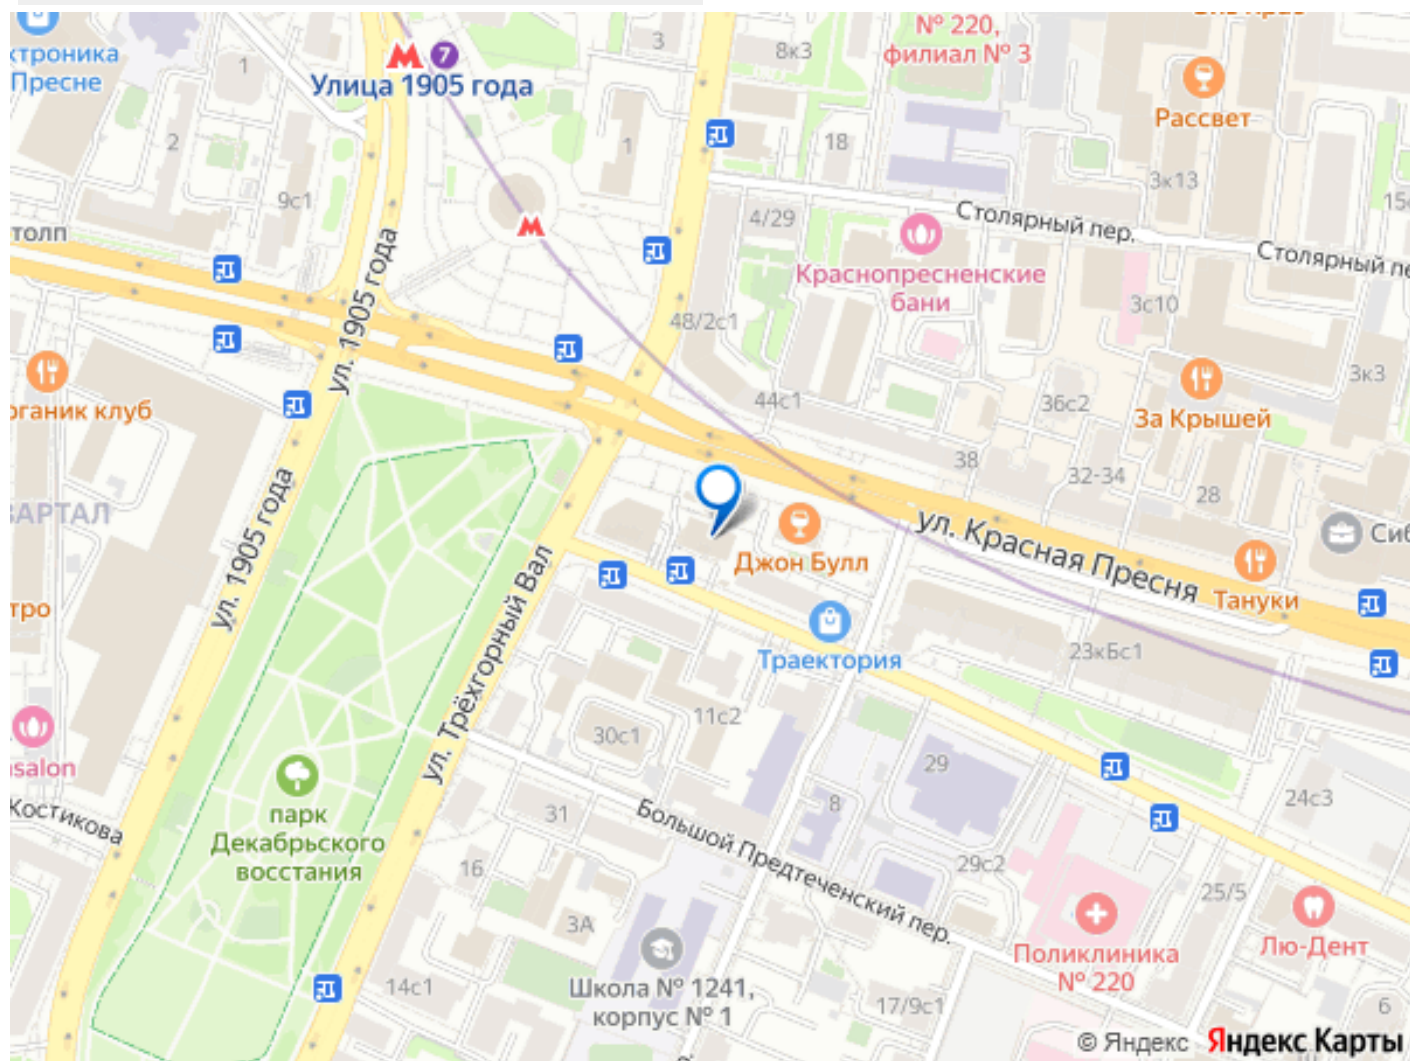 № 220,
филиал № 3
3
8к3
7
Улица 1905 года
ктроника
Пресне
1
2
9с1
1
18
Рассвет
3к13
4/29
Столярный пер.
Столярный
толп
Краснопресненские
бани
ул. 1905 года
48/2с1
3с10
44с1
36с2
3к3
рганик клуб
За Крышей
38
32-34
28
ВАРТАЛ
ул. 1905 года
Джон Булл
ул. Красная Пресня
Сиб
Тануки
тро
ул. Трёхгорный Вал
Траектория
23кБс1
11с2
30с1
29
salon
24с3
парк
Декабрьского
восстания
Костикова
31
8
Большой Предтеченский пер.
16
29с2
25/5
3А
Поликлиника
№ 220
Лю-Дент
Школа № 1241,
корпус № 1
14с1
17/9с1
6
© Яндекс Яндекс Карты